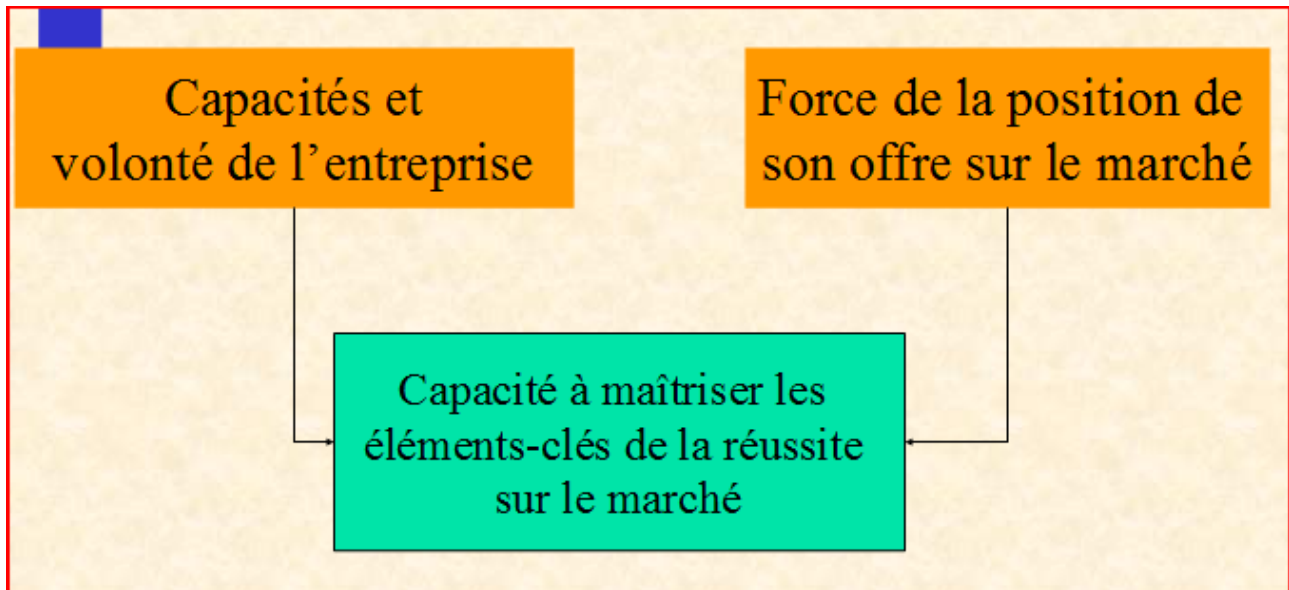 Capacités et
volonté de l’entreprise
Force de la position de
son offre sur le marché
Capacité à maîtriser les
éléments-clés de la réussite
sur le marché